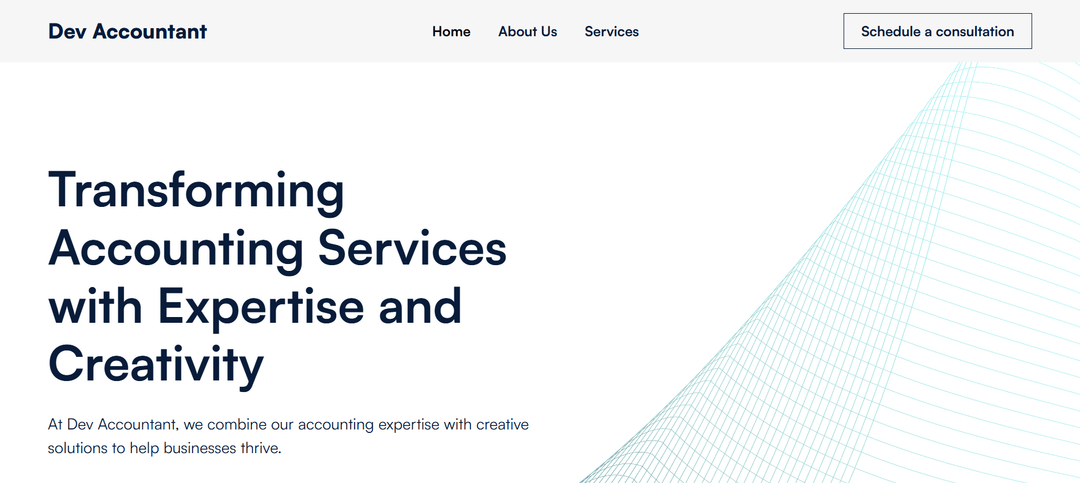 Dev Accountant
Home
About Us
Services
Schedule a consultation
Transforming
Accounting Services
with Expertise and
Creativity
At Dev Accountant, we combine our accounting expertise with creative
solutions to help businesses thrive.